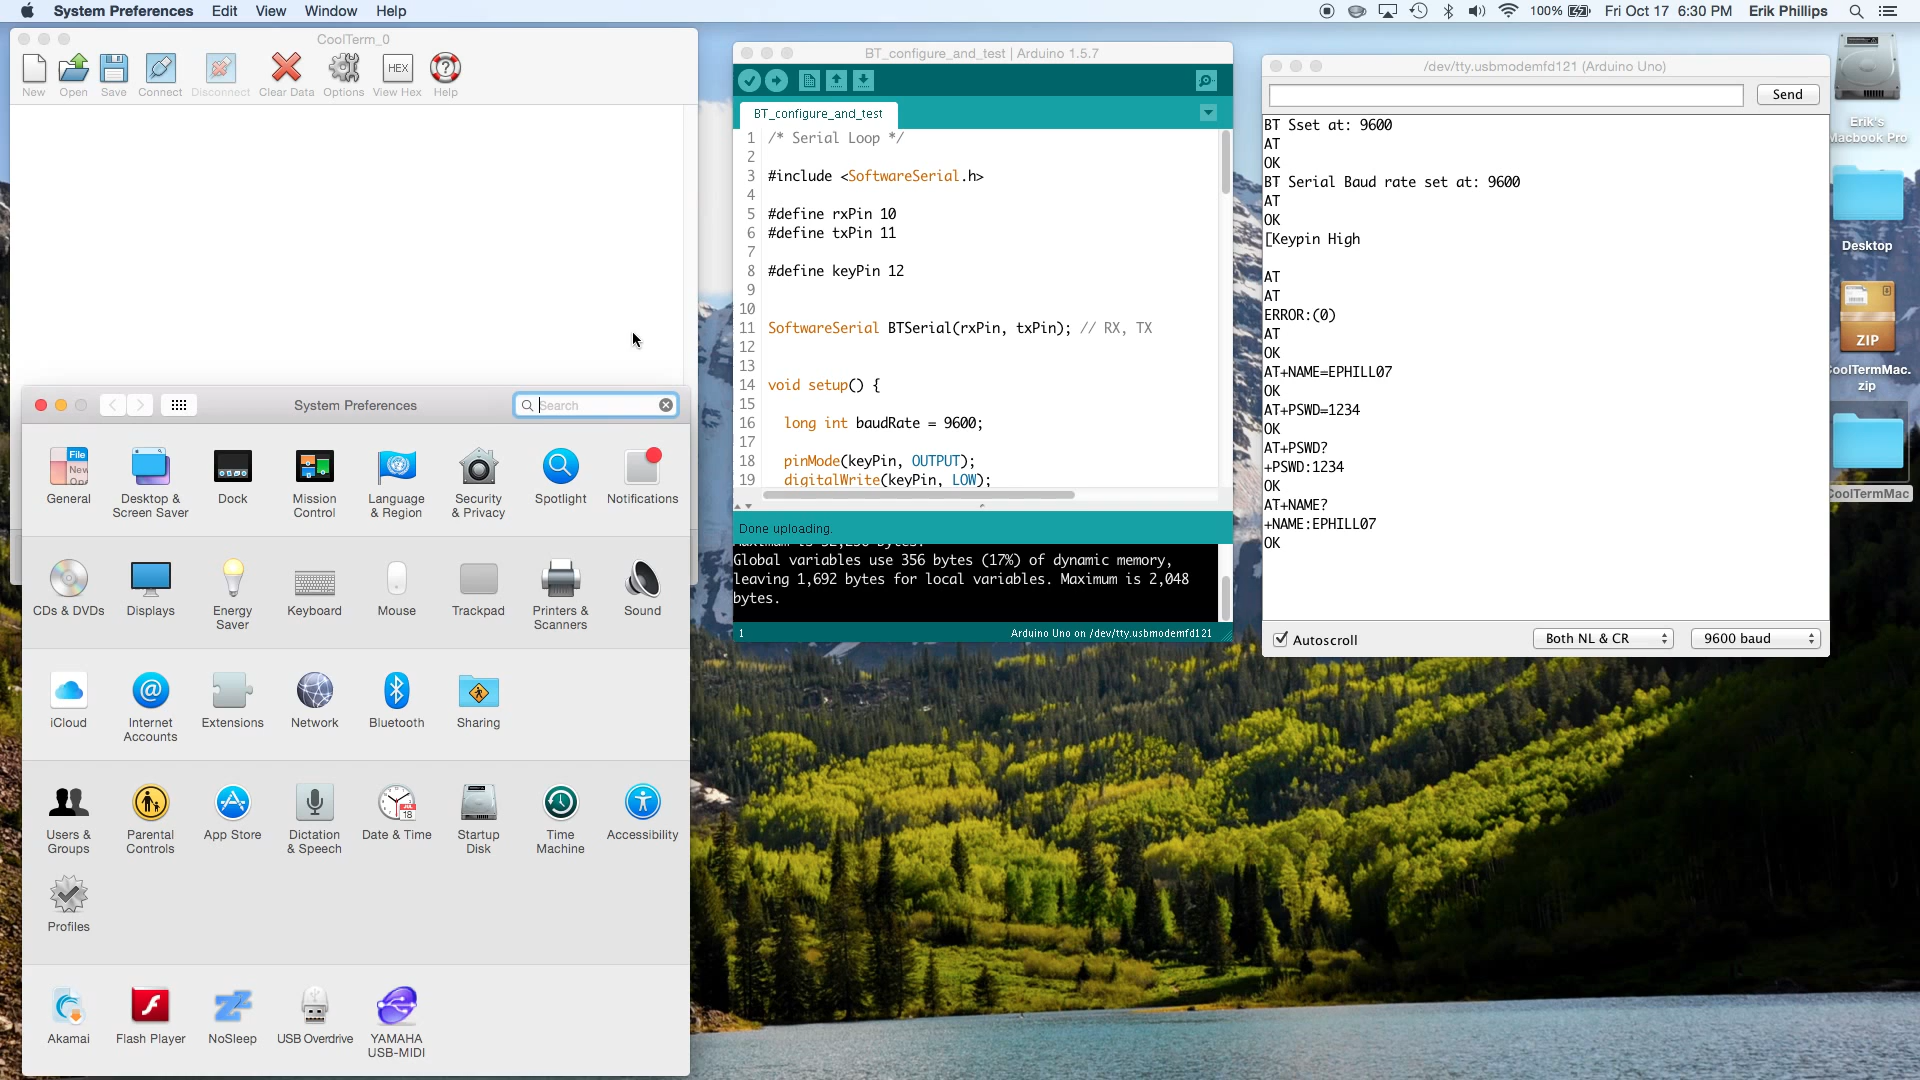 System Preferences Edit View Window Help
100% Fri Oct 17 6:30 PM Erik Phillips
CoolTerm_0
New Open Save Connect Disconnect Clear Data Options View Hex Help
HEX
System Preferences
Search
General
Desktop & Screen Saver
Dock
Mission Control
Language & Region
Security & Privacy
Spotlight
Notifications
CDs & DVDs
Displays
Energy Saver
Keyboard
Mouse
Trackpad
Printers & Scanners
Sound
iCloud
Internet Accounts
Extensions
Network
Bluetooth
Sharing
Users & Groups
Parental Controls
App Store
Dictation & Speech
Date & Time
Startup Disk
Time Machine
Accessibility
Profiles
Akamai
Flash Player
NoSleep
USB Overdrive
YAMAHA USB-MIDI
BT_configure_and_test | Arduino 1.5.7
BT_configure_and_test
1 /* Serial Loop */
2
3 #include <SoftwareSerial.h>
4
5 #define rxPin 10
6 #define txPin 11
7
8 #define keyPin 12
9
10
11 SoftwareSerial BTSerial(rxPin, txPin); // RX, TX
12
13
14 void setup() {
15
16 long int baudRate = 9600;
17
18 pinMode(keyPin, OUTPUT);
19 digitalWrite(keyPin, LOW);
Done uploading.
Global variables use 356 bytes (17%) of dynamic memory,
leaving 1,692 bytes for local variables. Maximum is 2,048
bytes.
1 Arduino Uno on /dev/tty.usbmodemfd121
/dev/tty.usbmodemfd121 (Arduino Uno)
Send
BT Sset at: 9600
AT
OK
BT Serial Baud rate set at: 9600
AT
OK
[Keypin High
AT
AT
ERROR:(0)
AT
OK
AT+NAME=EPHILL07
OK
AT+PSWD=1234
OK
AT+PSWD?
+PSWD:1234
OK
AT+NAME?
+NAME:EPHILL07
OK
Autoscroll Both NL & CR 9600 baud
Erik's
Macbook Pro
Desktop
ZIP
CoolTermMac.
zip
CoolTermMac